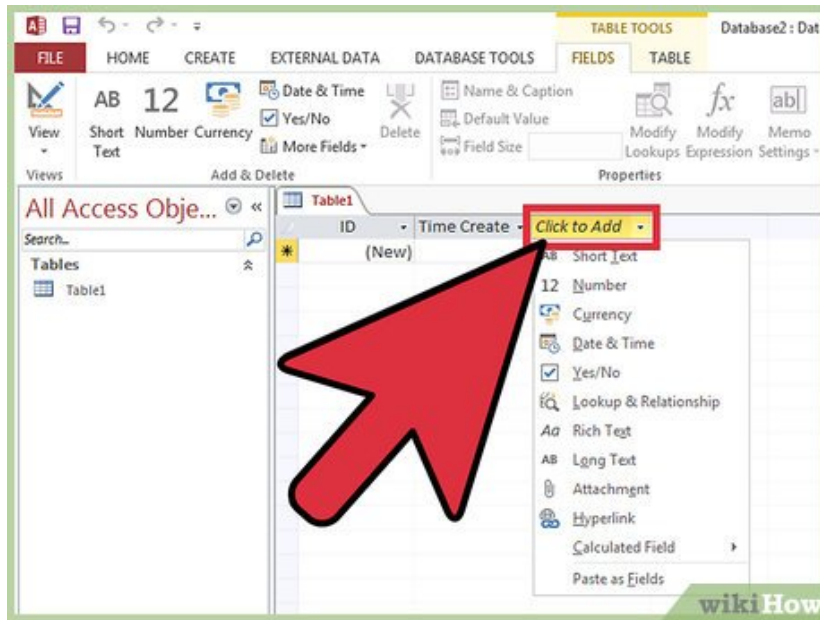 TABLE TOOLS Database2 : Dat
FILE HOME CREATE EXTERNAL DATA DATABASE TOOLS FIELDS TABLE
View
Views
AB
Short Text
12
Number
Currency
Date & Time
Yes/No
More Fields
Delete
Add & Delete
Name & Caption
Default Value
Field Size
Modify Lookups
fx
Modify Expression
ab
Memo Settings
Properties
All Access Obje...
Search...
Tables
Table1
Table1
ID Time Create Click to Add
(New)
AB Short Text
12 Number
Currency
Date & Time
Yes/No
Lookup & Relationship
Aa Rich Text
AB Long Text
Attachment
Hyperlink
Calculated Field
Paste as Fields
wikiHow